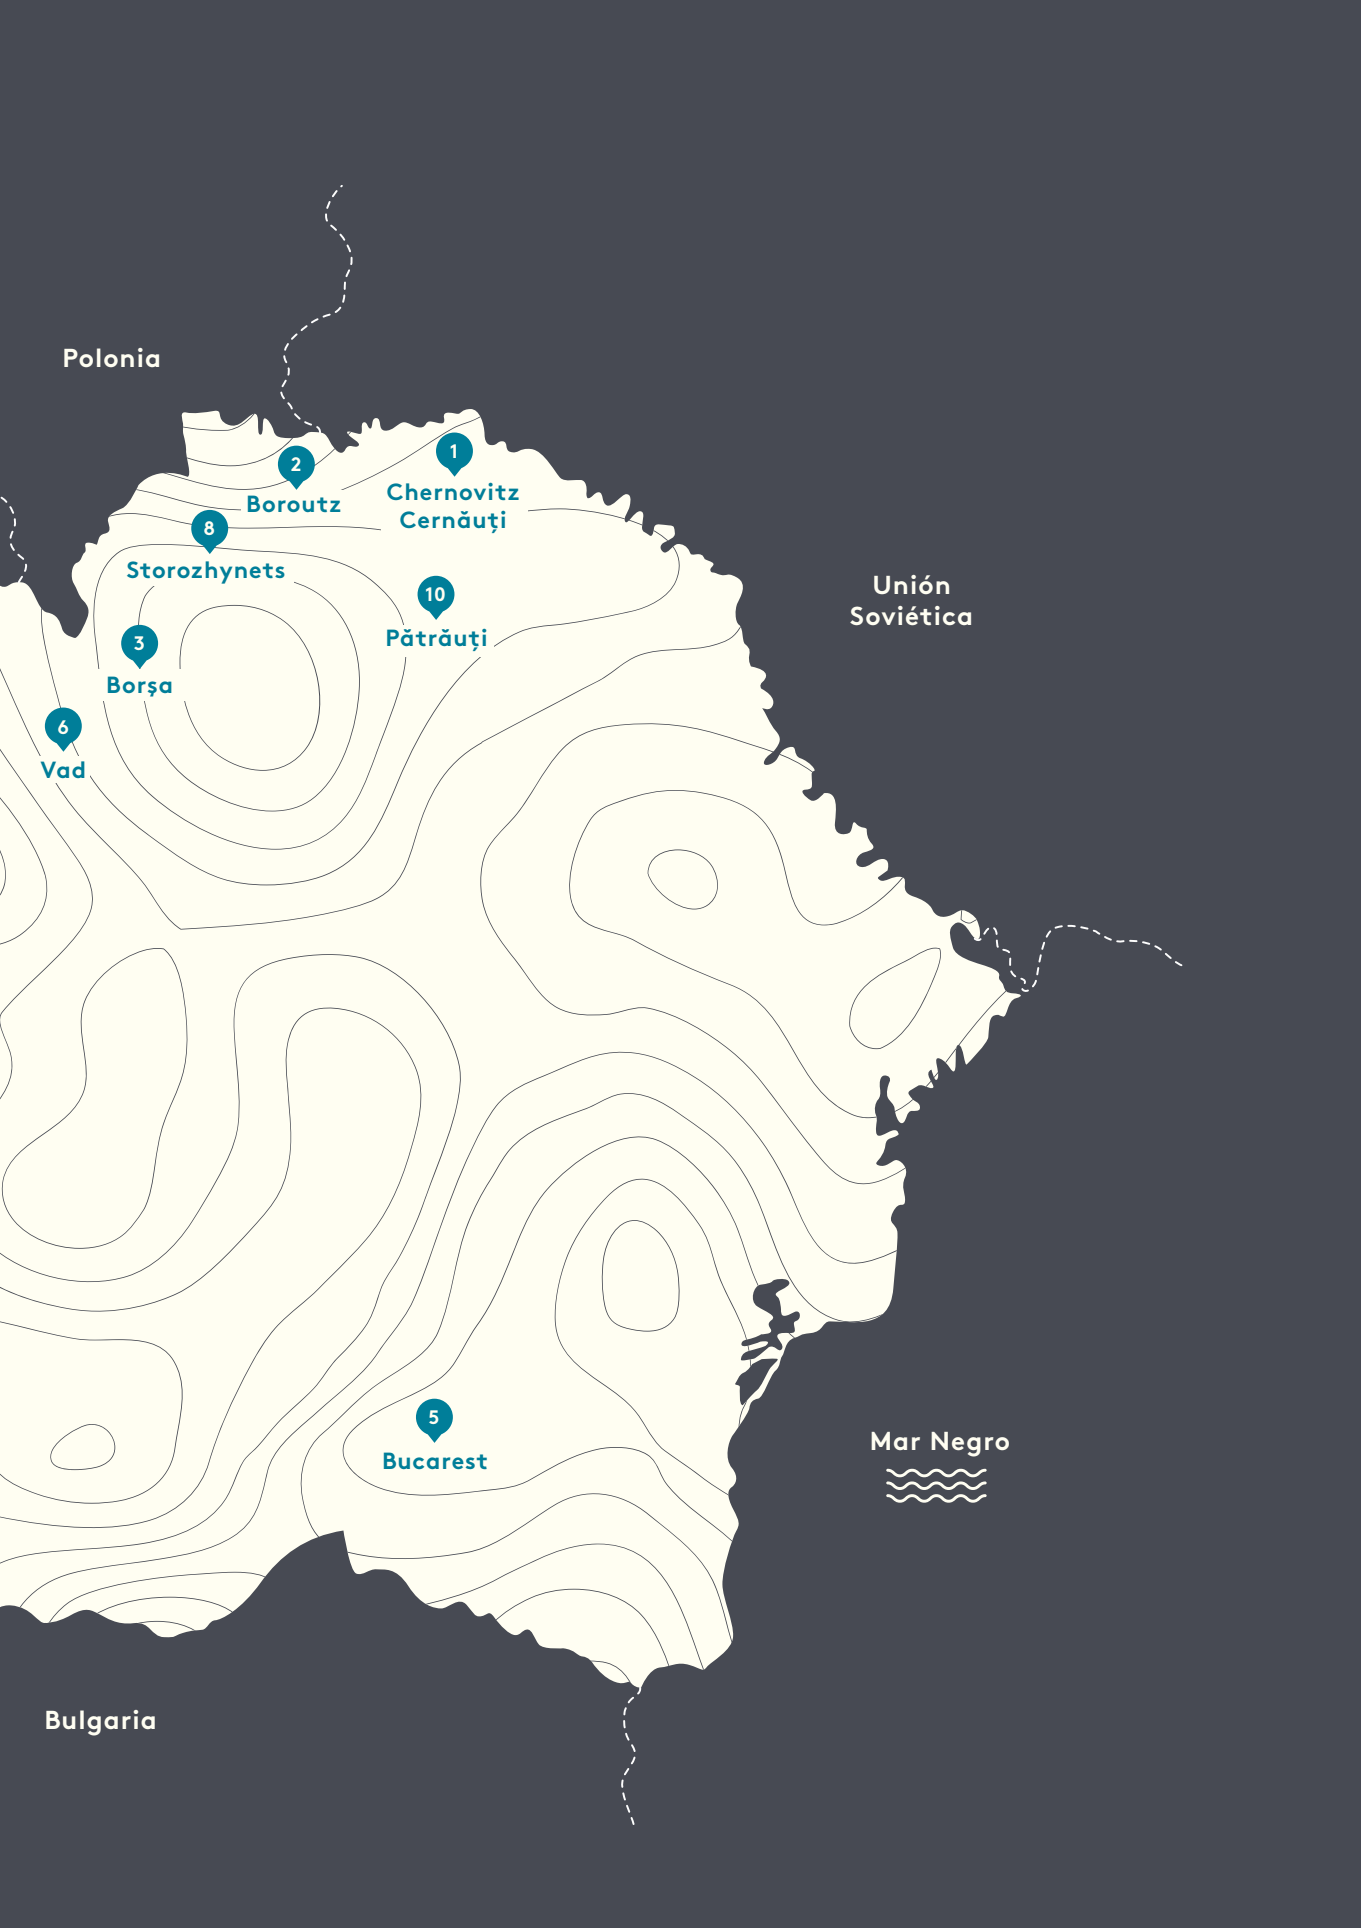 Polonia
2
Boroutz
1
Chernovitz
Cernăuți
8
Storozhynets
10
Pătrăuți
Unión
Soviética
3
Borșa
6
Vad
5
Bucarest
Mar Negro
Bulgaria